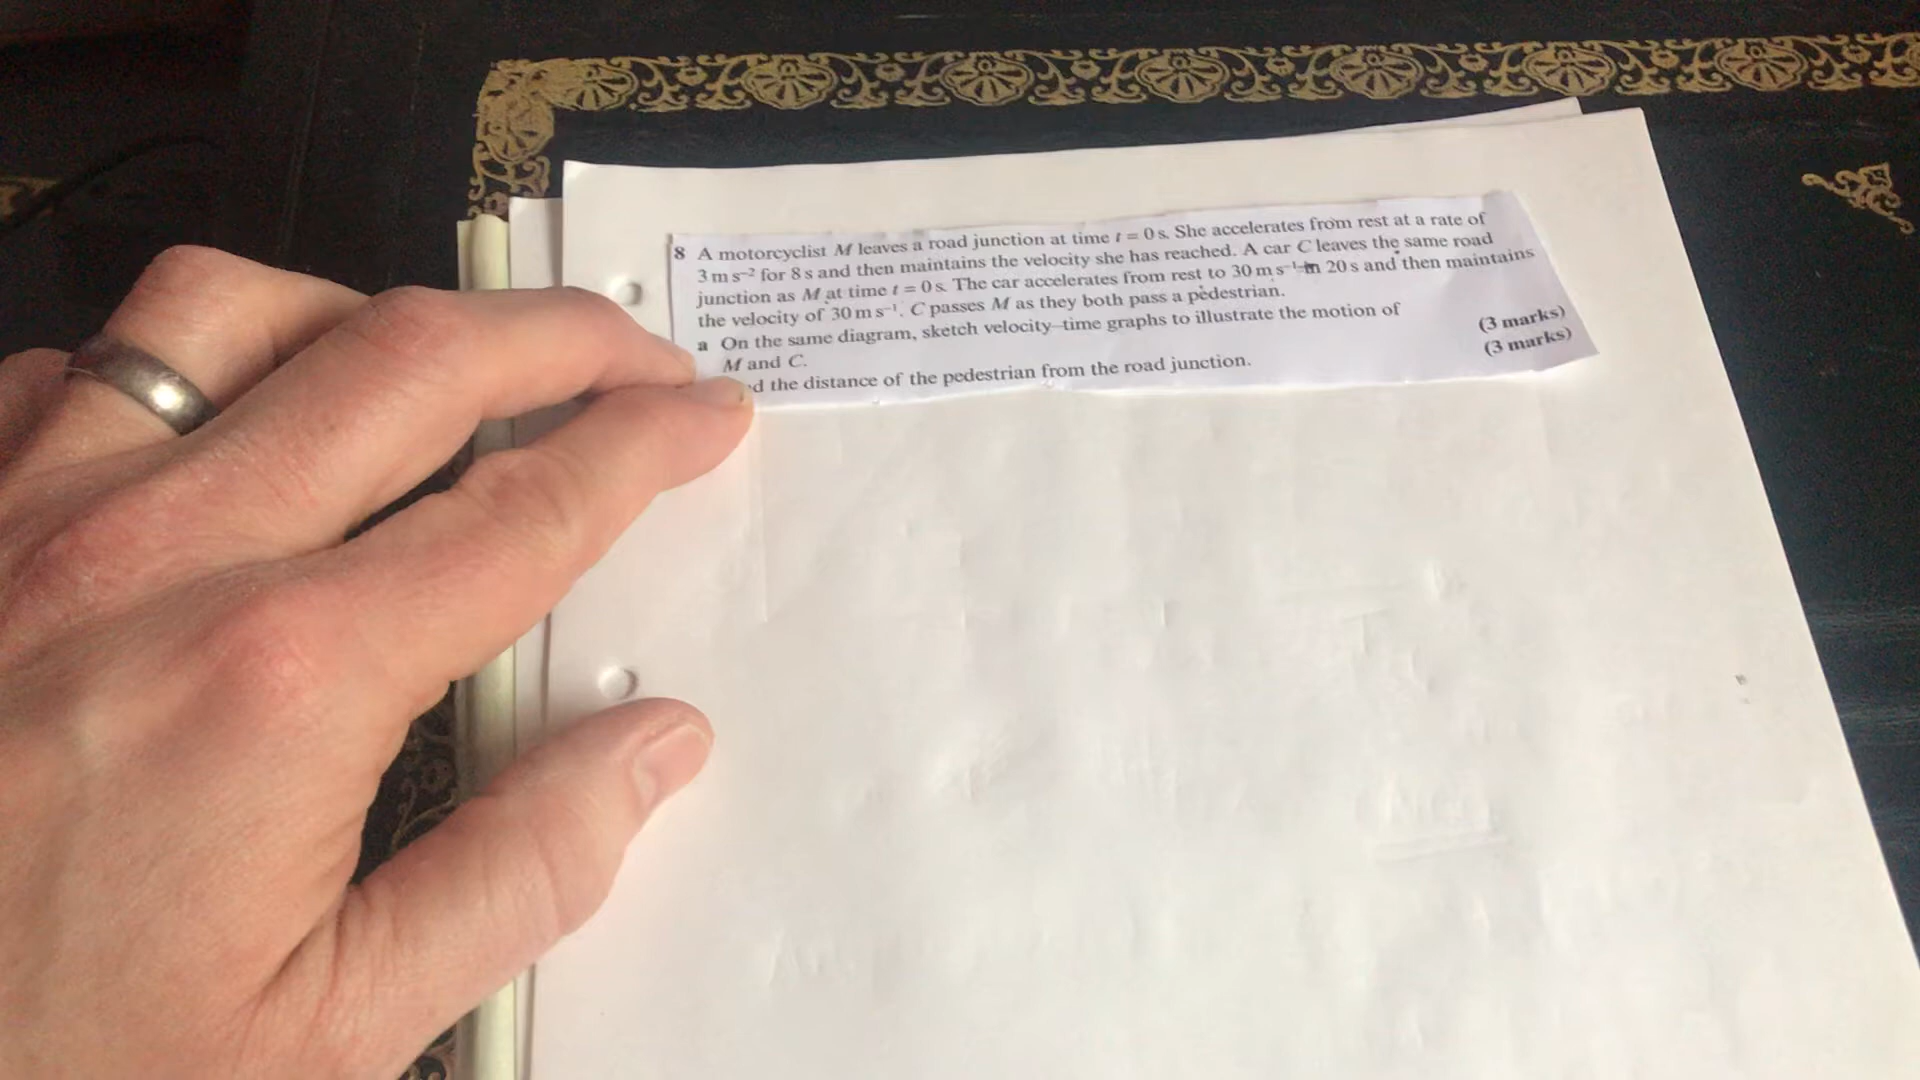 8 A motorcyclist M leaves a road junction at time t = 0 s. She accelerates from rest at a rate of
3 m s⁻² for 8 s and then maintains the velocity she has reached. A car C leaves the same road
junction as M at time t = 0 s. The car accelerates from rest to 30 m s⁻¹ in 20 s and then maintains
the velocity of 30 m s⁻¹. C passes M as they both pass a pedestrian.
a On the same diagram, sketch velocity–time graphs to illustrate the motion of
M and C. (3 marks)
d the distance of the pedestrian from the road junction. (3 marks)